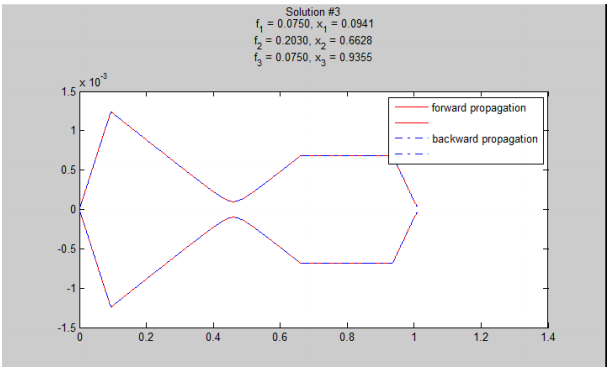 Solution #3
f1 = 0.0750, x1 = 0.0941
f2 = 0.2030, x2 = 0.6628
f3 = 0.0750, x3 = 0.9355
x 10-3
1.5
1
0.5
0
-0.5
-1
-1.5
0 0.2 0.4 0.6 0.8 1 1.2 1.4
forward propagation
backward propagation